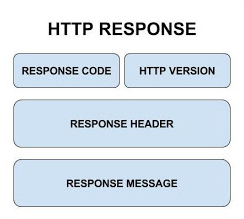 HTTP RESPONSE
RESPONSE CODE
HTTP VERSION
RESPONSE HEADER
RESPONSE MESSAGE